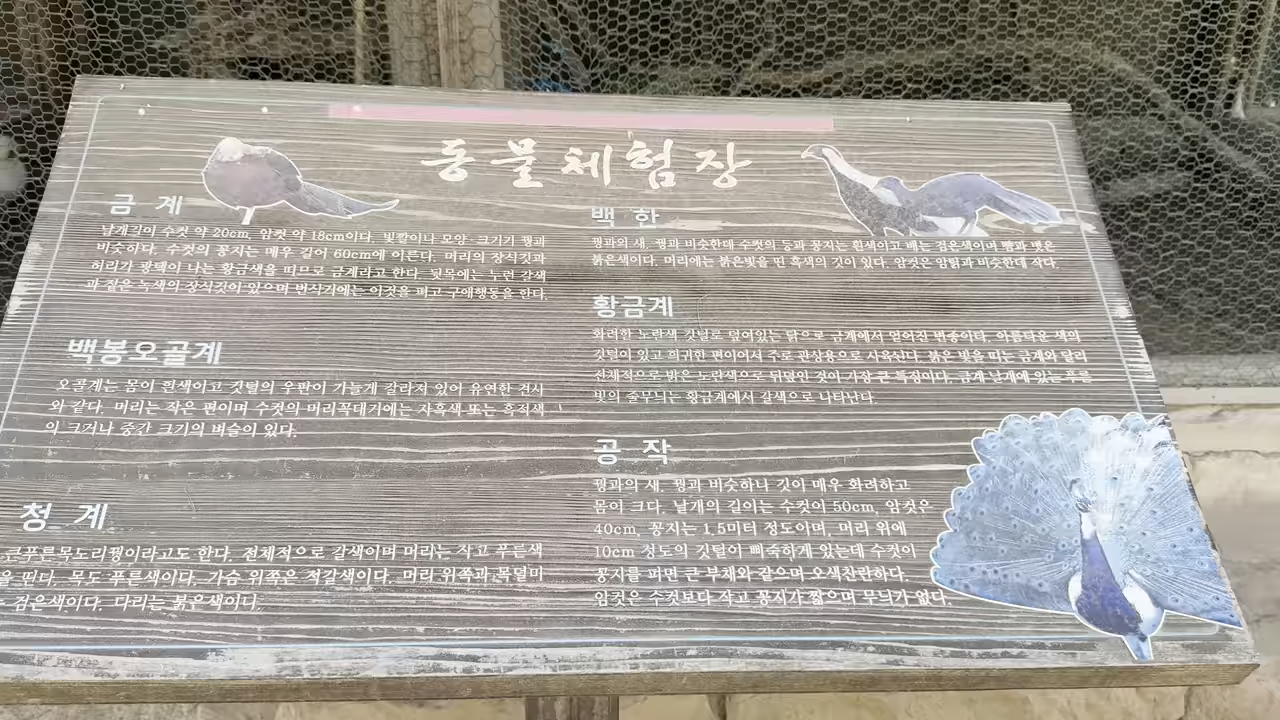 동물체험장
금 계
날개길이 수컷 약 20cm, 암컷 약 18cm이다. 빛깔이나 모양·크기가 꿩과
비슷하다. 수컷의 꽁지는 매우 길어 60cm에 이른다. 머리의 장식깃과
허리가 광택이 나는 황금색을 띠므로 금계라고 한다. 뒷목에는 누런 갈색
과 짙은 녹색의 장식깃이 있으며 번식기에는 이것을 펴고 구애행동을 한다.
백봉오골계
오골계는 몸이 흰색이고 깃털의 우판이 가늘게 갈라져 있어 유연한 견사
와 같다. 머리는 작은 편이며 수컷의 머리꼭대기에는 자흑색 또는 흑적색
의 크거나 중간 크기의 벼슬이 있다.
청 계
큰푸른목도리꿩이라고도 한다. 전체적으로 갈색이며 머리는 작고 푸른색
을 띤다. 목도 푸른색이다. 가슴 위쪽은 적갈색이다. 머리 위쪽과 목덜미
는 검은색이다. 다리는 붉은색이다.
백 한
꿩과의 새. 꿩과 비슷한데 수컷의 등과 꽁지는 흰색이고 배는 검은색이며 뺨과 볏은
붉은색이다. 머리에는 붉은빛을 띤 흑색의 깃이 있다. 암컷은 암탉과 비슷한데 작다.
황금계
화려한 노란색 깃털로 덮여있는 닭으로 금계에서 얻어진 변종이다. 아름다운 색의
깃털이 있고 희귀한 편이어서 주로 관상용으로 사육된다. 붉은 빛을 띠는 금계와 달리
전체적으로 밝은 노란색으로 뒤덮인 것이 가장 큰 특징이다. 금계 날개에 있는 푸른
빛의 줄무늬는 황금계에서 갈색으로 나타난다.
공 작
꿩과의 새. 꿩과 비슷하나 깃이 매우 화려하고
몸이 크다. 날개의 길이는 수컷이 50cm, 암컷은
40cm, 꽁지는 1.5미터 정도이며, 머리 위에
10cm 정도의 깃털이 삐죽하게 있는데 수컷이
꽁지를 펴면 큰 부채와 같으며 오색찬란하다.
암컷은 수컷보다 작고 꽁지가 짧으며 무늬가 없다.